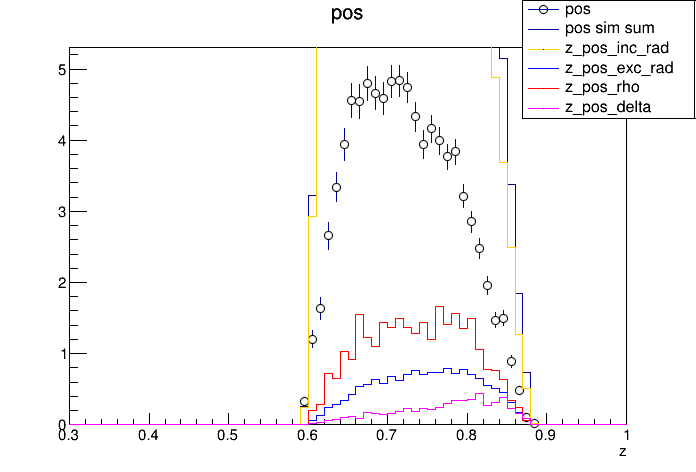 pos
pos
pos sim sum
z_pos_inc_rad
z_pos_exc_rad
z_pos_rho
z_pos_delta
5
4
3
2
1
0
0.3 0.4 0.5 0.6 0.7 0.8 0.9 1
z